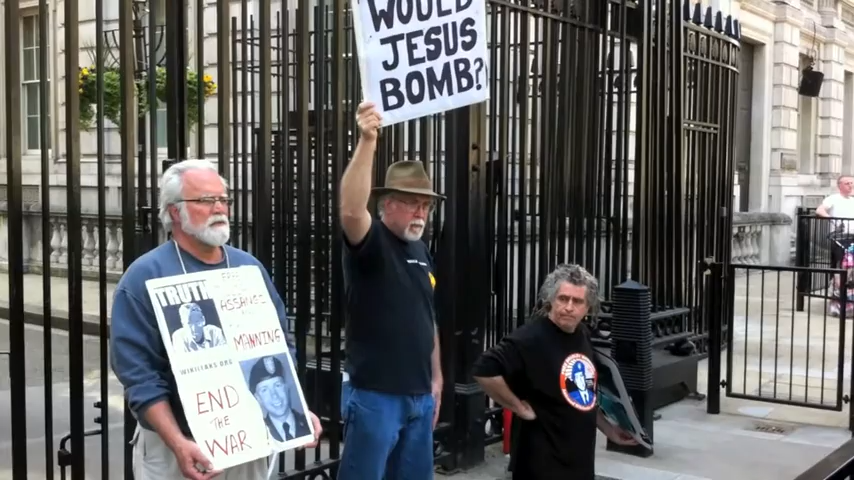 WOULD
JESUS
BOMB?
TRUTH
FREE
ASSANGE
MANNING
WIKILEAKS.ORG
END
THE
WAR